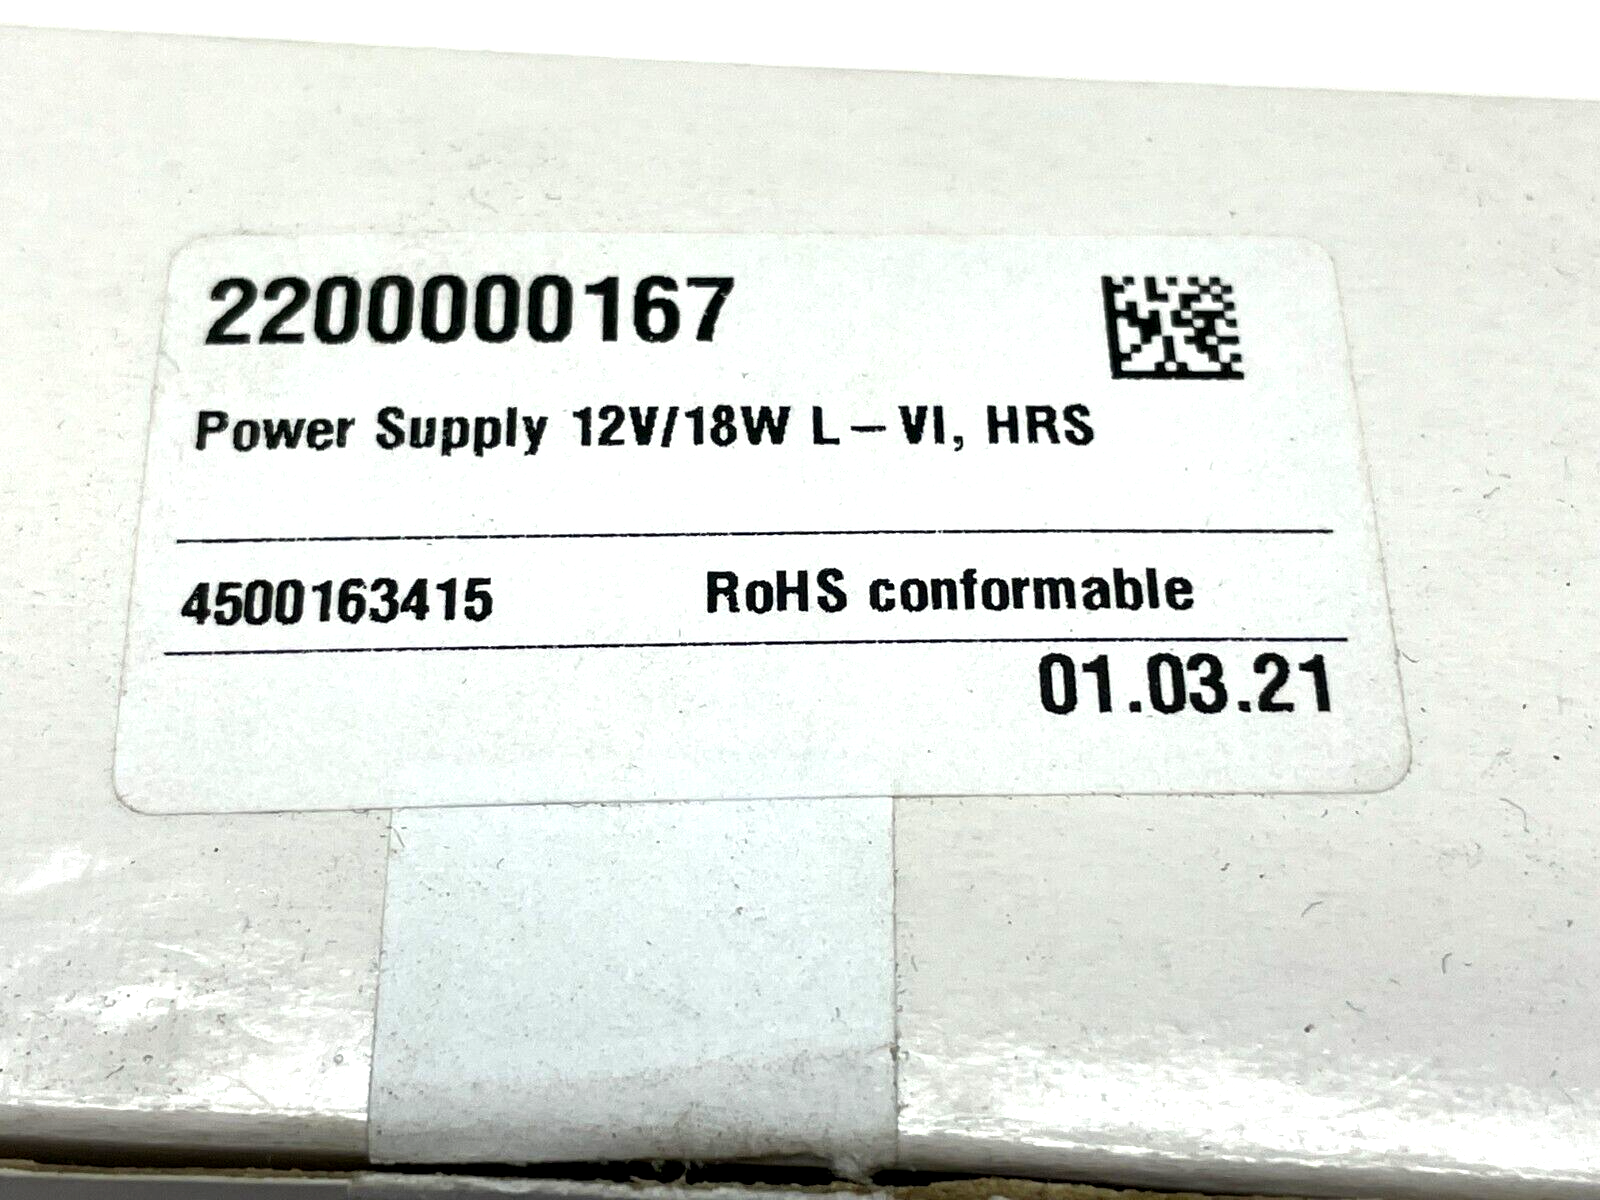 2200000167
Power Supply 12V/18W L-VI, HRS
4500163415 RoHS conformable
01.03.21